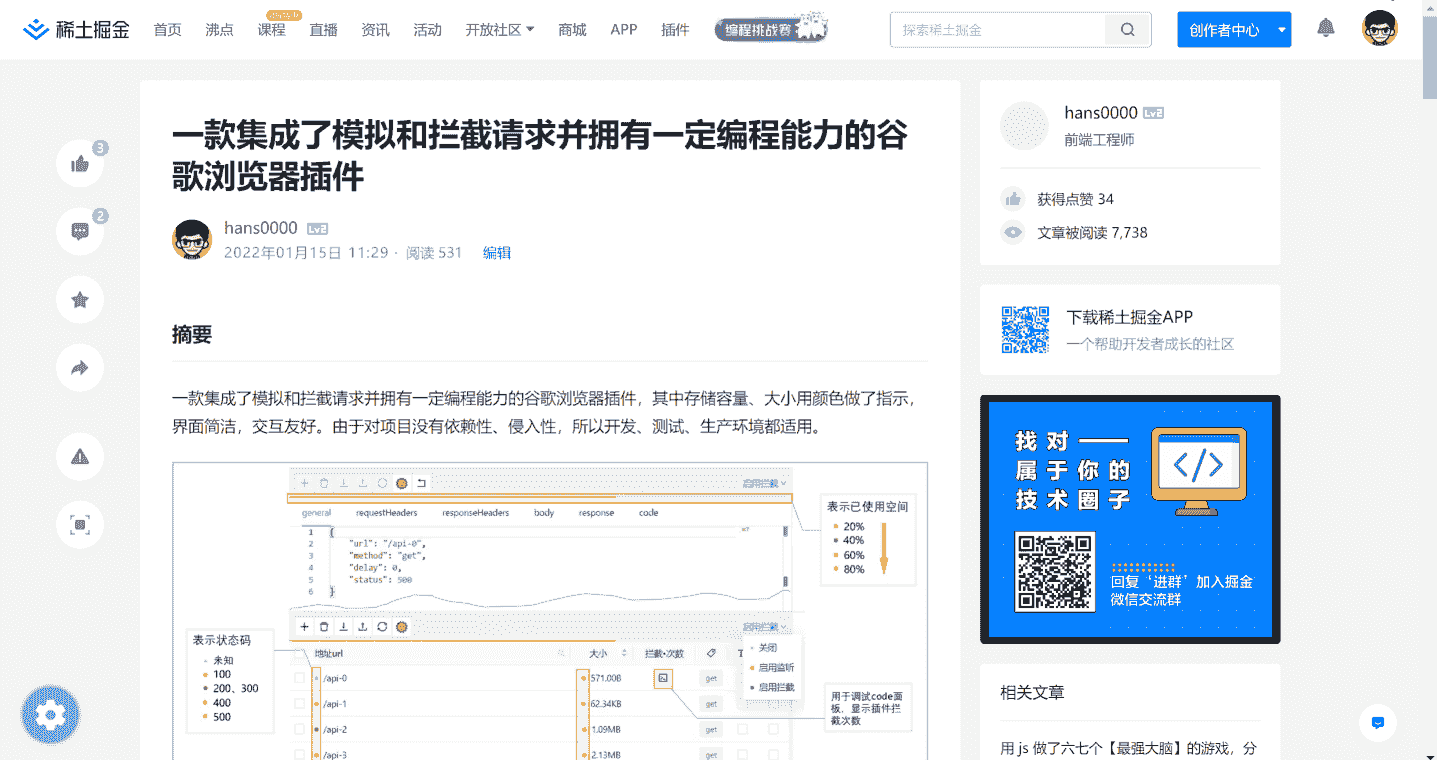 稀土掘金
首页
沸点
课程
直播
资讯
活动
开放社区
商城
APP
插件
编程挑战赛
探索稀土掘金
创作者中心
3
2
一款集成了模拟和拦截请求并拥有一定编程能力的谷
歌浏览器插件
hans0000 Lv2
2022年01月15日 11:29 · 阅读 531 编辑
摘要
一款集成了模拟和拦截请求并拥有一定编程能力的谷歌浏览器插件，其中存储容量、大小用颜色做了指示，
界面简洁，交互友好。由于对项目没有依赖性、侵入性，所以开发、测试、生产环境都适用。
启用拦截
general requestHeaders responseHeaders body response code
1 {
2 "url": "/api-0",
3 "method": "get",
4 "delay": 0,
5 "status": 500
6 }
表示已使用空间
20%
40%
60%
80%
启用拦截
关闭
启用监听
启用拦截
表示状态码
未知
100
200、300
400
500
地址url 大小 拦截·次数
/api-0 571.00B get
/api-1 62.34KB get
/api-2 1.09MB get
/api-3 2.13MB get
用于调试code面
板，显示插件拦
截次数
hans0000 Lv2
前端工程师
获得点赞 34
文章被阅读 7,738
下载稀土掘金APP
一个帮助开发者成长的社区
找对——
属于你的
技术圈子
回复‘进群’加入掘金
微信交流群
相关文章
用 js 做了六七个【最强大脑】的游戏，分